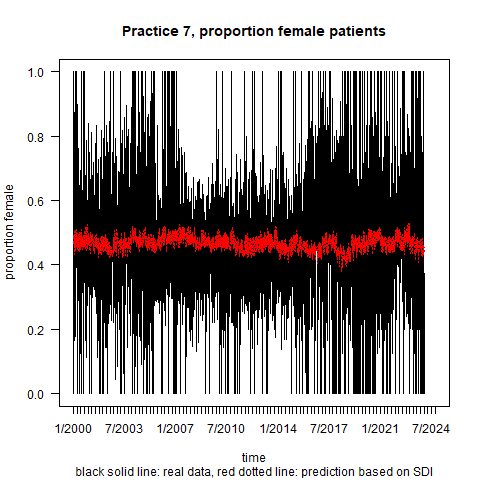 Practice 7, proportion female patients
proportion female
1.0
0.8
0.6
0.4
0.2
0.0
1/2000 7/2003 1/2007 7/2010 1/2014 7/2017 1/2021 7/2024
time
black solid line: real data, red dotted line: prediction based on SDI